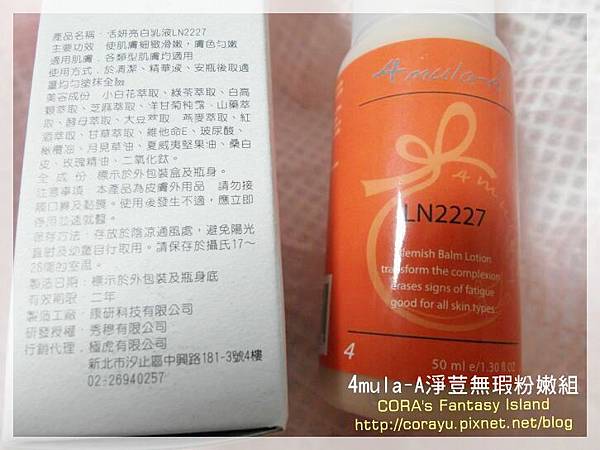 產品名稱：活妍亮白乳液LN2227
主要功效 使肌膚細緻滑嫩，膚色勻嫩
適用肌膚：各類型肌膚均適用
使用方式：於清潔、精華液、安瓶後取適
量均勻塗抹全臉
美容成份：小白花萃取、綠茶萃取、白高
顆萃取、芝麻萃取、洋甘菊純露、山藥萃
取、酵母萃取、大豆萃取 燕麥萃取、紅
酒萃取、甘草萃取、維他命E、玻尿酸、
橄欖油、月見草油、夏威夷堅果油、桑白
皮、玫瑰精油、二氧化鈦。
全 成 份：標示於外包裝盒及瓶身。
注意事項：本產品為皮膚外用品 請勿接
觸口鼻及黏膜。使用後發生不適，應立即
停用並速就醫。
保存方法：存放於陰涼通風處，避免陽光
直射及幼童自行取用。請保存於攝氏17～
28間的室溫。
製造日期：標示於外包裝及瓶身底
有效期限：二年
製造工廠：康研科技有限公司
研發授權：秀穆有限公司
行銷代理：極虎有限公司
新北市汐止區中興路181-3號4樓
02-26940257
4mula-A
4mu
LN2227
Blemish Balm Lotion
transform the complexion
erases signs of fatigue
good for all skin types
4
50 ml e/1.30 fl oz
4mula-A淨荳無瑕粉嫩組
CORA's Fantasy Island
http://corayu.pixnet.net/blog